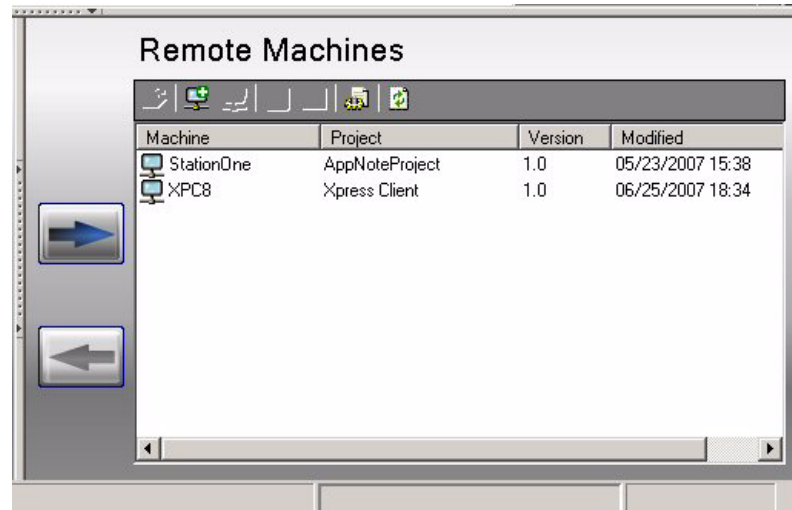 Remote Machines
Machine Project Version Modified
StationOne AppNoteProject 1.0 05/23/2007 15:38
XPC8 Xpress Client 1.0 06/25/2007 18:34